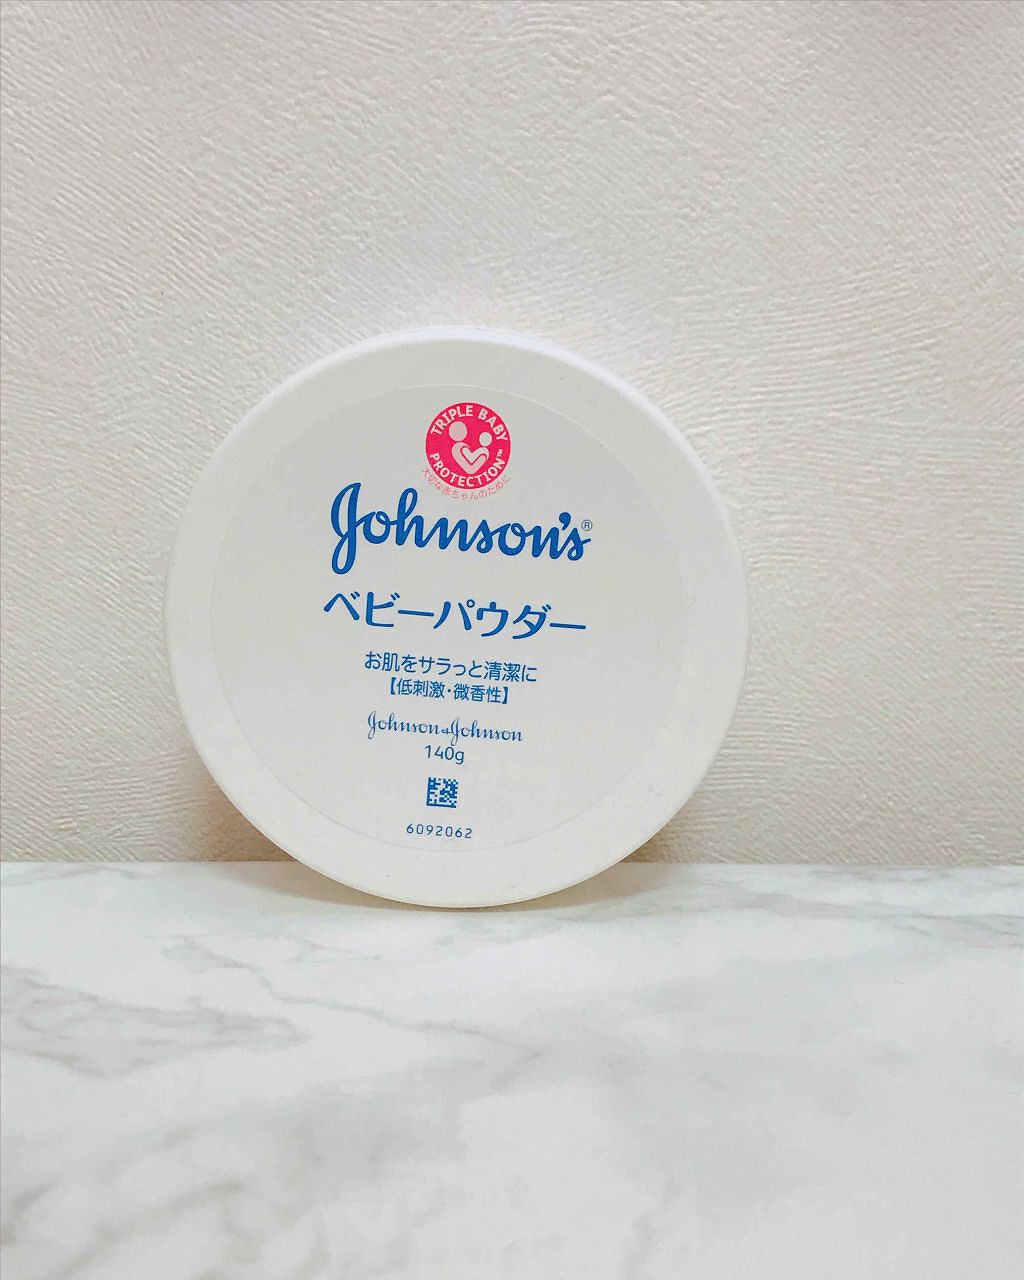 TRIPLE BABY
PROTECTION™
大切な赤ちゃんのために
Johnson's®
ベビーパウダー
お肌をサラっと清潔に
【低刺激・微香性】
Johnson & Johnson
140g
6092062